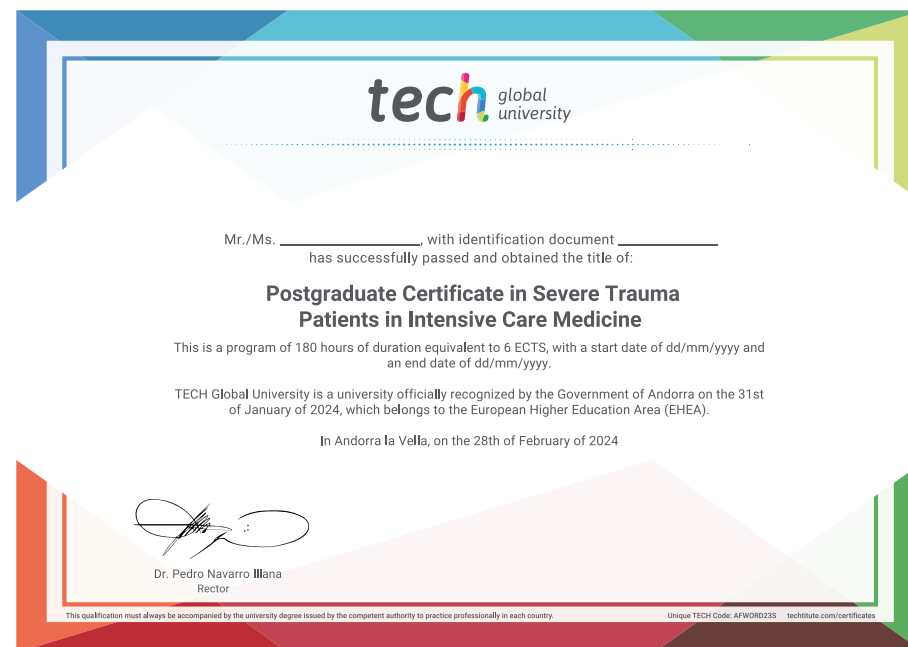 tech global university
Mr./Ms. ____________, with identification document ____________
has successfully passed and obtained the title of:
Postgraduate Certificate in Severe Trauma
Patients in Intensive Care Medicine
This is a program of 180 hours of duration equivalent to 6 ECTS, with a start date of dd/mm/yyyy and
an end date of dd/mm/yyyy.
TECH Global University is a university officially recognized by the Government of Andorra on the 31st
of January of 2024, which belongs to the European Higher Education Area (EHEA).
In Andorra la Vella, on the 28th of February of 2024
Dr. Pedro Navarro Illana
Rector
This qualification must always be accompanied by the university degree issued by the competent authority to practice professionally in each country.
Unique TECH Code: AFWORD23S techtitute.com/certificates